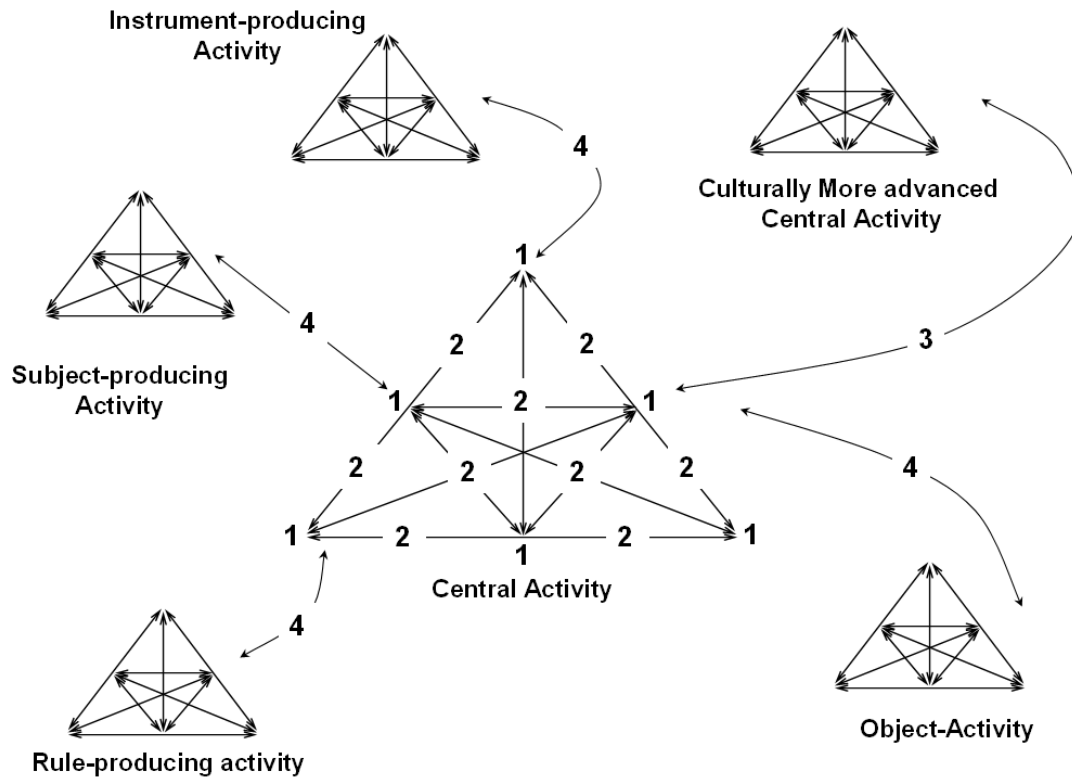 Instrument-producing
Activity
4
Culturally More advanced
Central Activity
1
4
3
Subject-producing
Activity
2
2
1
2
1
4
2
2
2
2
1
2
2
1
1
Central Activity
4
Rule-producing activity
Object-Activity